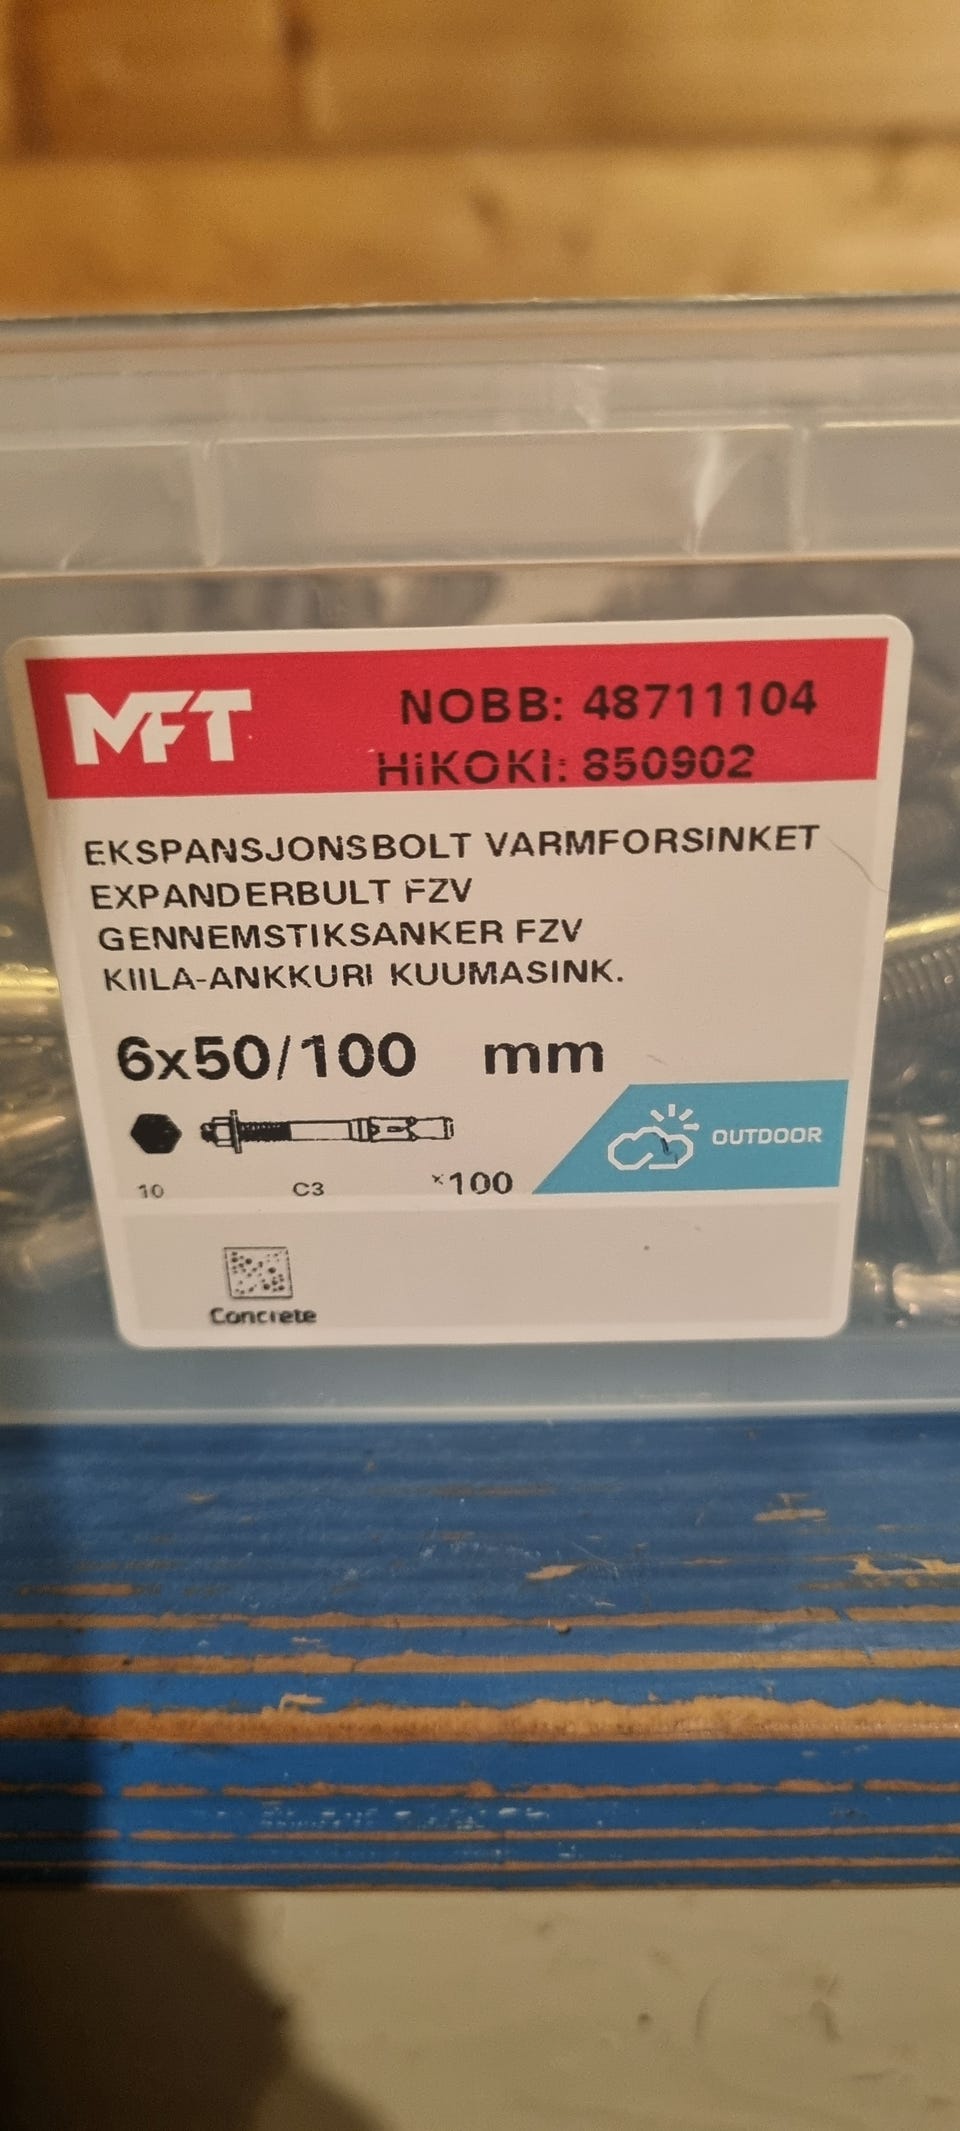 MFT
NOBB: 48711104
HiKOKI: 850902
EKSPANSJONSBOLT VARMFORSINKET
EXPANDERBULT FZV
GENNEMSTIKSANKER FZV
KIILA-ANKKURI KUUMASINK.
6x50/100 mm
OUTDOOR
10 C3 x100
Concrete